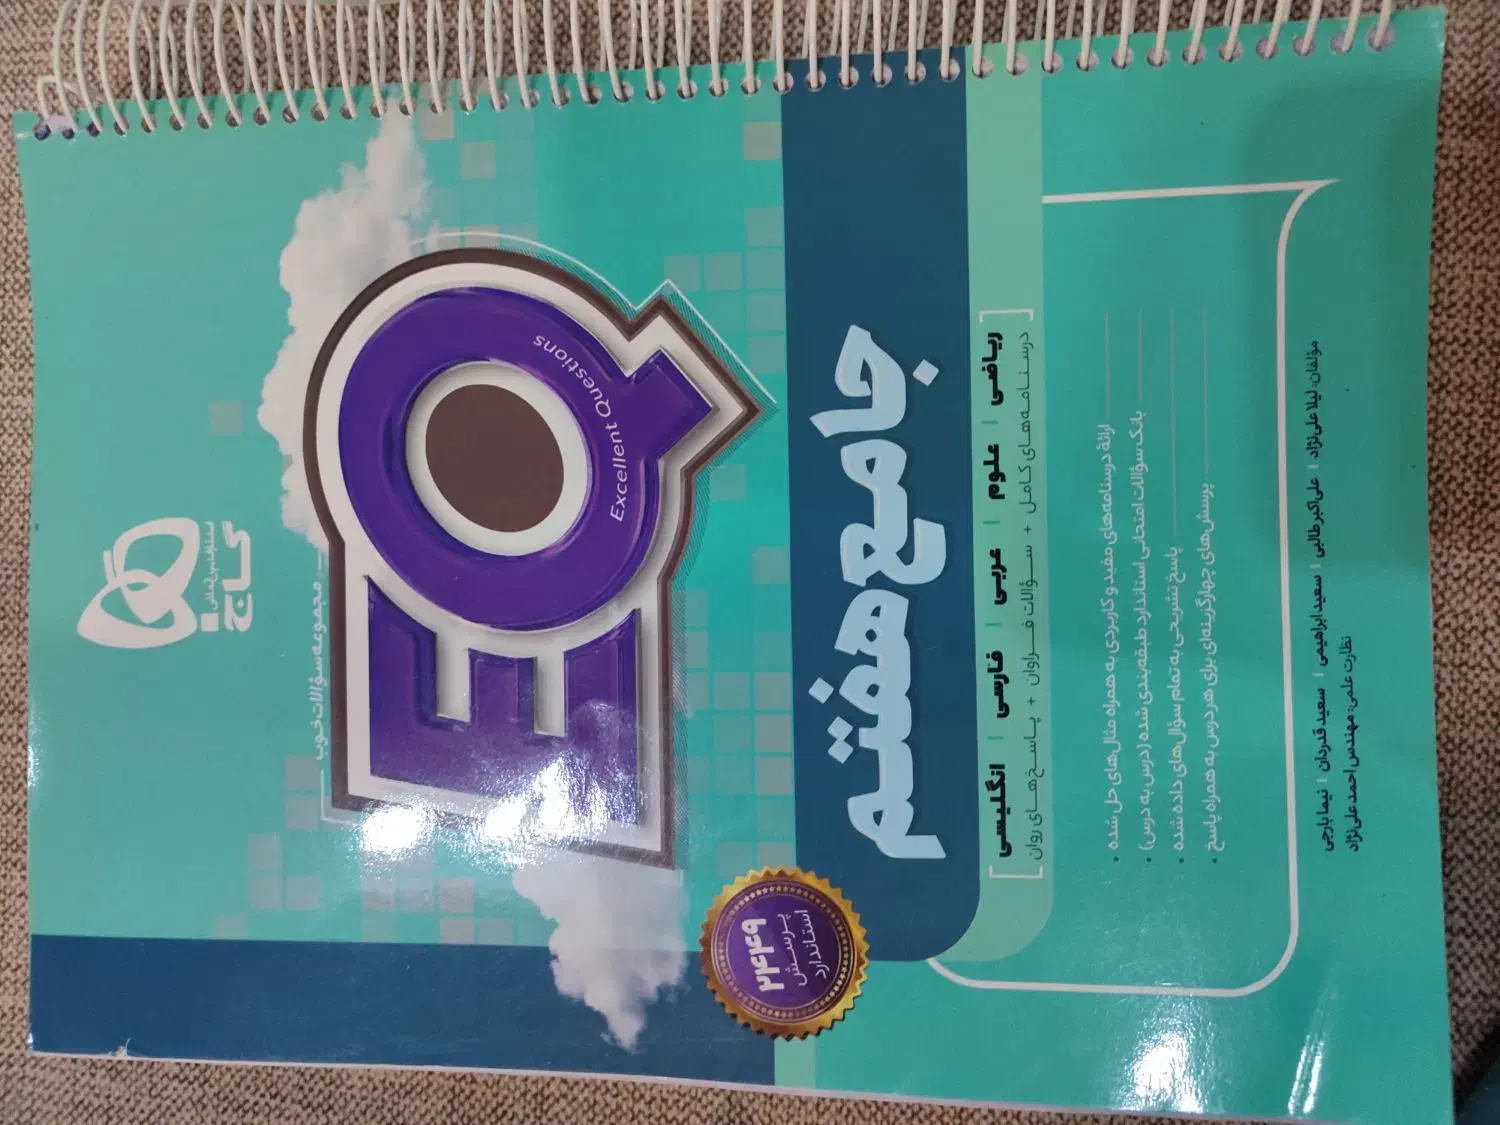 گاج
مجموعه سؤالات خوب
EQ
Excellent Questions
۲۴۴۹
پرسش
استاندارد
جامع هفتم
[ ریاضی | علوم | عربی | فارسی | انگلیسی ]
درسنامه‌های کامل + سؤالات فراوان + پاسخ‌های روان
• ارائهٔ درسنامه‌های مفید و کاربردی به همراه مثال‌های حل شده
• بانک سؤالات امتحانی استاندارد طبقه‌بندی شده (درس به درس)
• پاسخ تشریحی به تمام سؤال‌های داده شده
• پرسش‌های چهارگزینه‌ای برای هر درس به همراه پاسخ
مؤلفان: لیلا علی‌نژاد | علی‌اکبر طالبی | سعید ابراهیمی | سعید قدردان | نیما بارجی
نظارت علمی: مهندس احمد علی‌نژاد